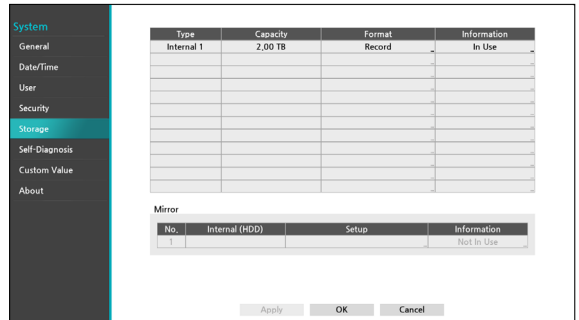 System
General
Date/Time
User
Security
Storage
Self-Diagnosis
Custom Value
About
Type Capacity Format Information
Internal 1 2,00 TB Record In Use
Mirror
No. Internal (HDD) Setup Information
1 Not In Use
Apply OK Cancel